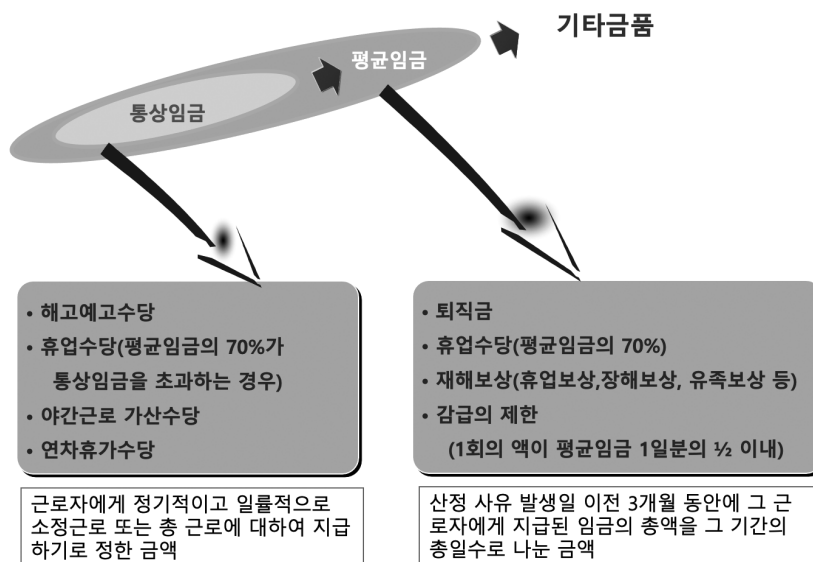 기타금품
평균임금
통상임금
• 해고예고수당
• 휴업수당(평균임금의 70%가
통상임금을 초과하는 경우)
• 야간근로 가산수당
• 연차휴가수당
근로자에게 정기적이고 일률적으로
소정근로 또는 총 근로에 대하여 지급
하기로 정한 금액
• 퇴직금
• 휴업수당(평균임금의 70%)
• 재해보상(휴업보상,장해보상, 유족보상 등)
• 감급의 제한
(1회의 액이 평균임금 1일분의 ½ 이내)
산정 사유 발생일 이전 3개월 동안에 그 근
로자에게 지급된 임금의 총액을 그 기간의
총일수로 나눈 금액